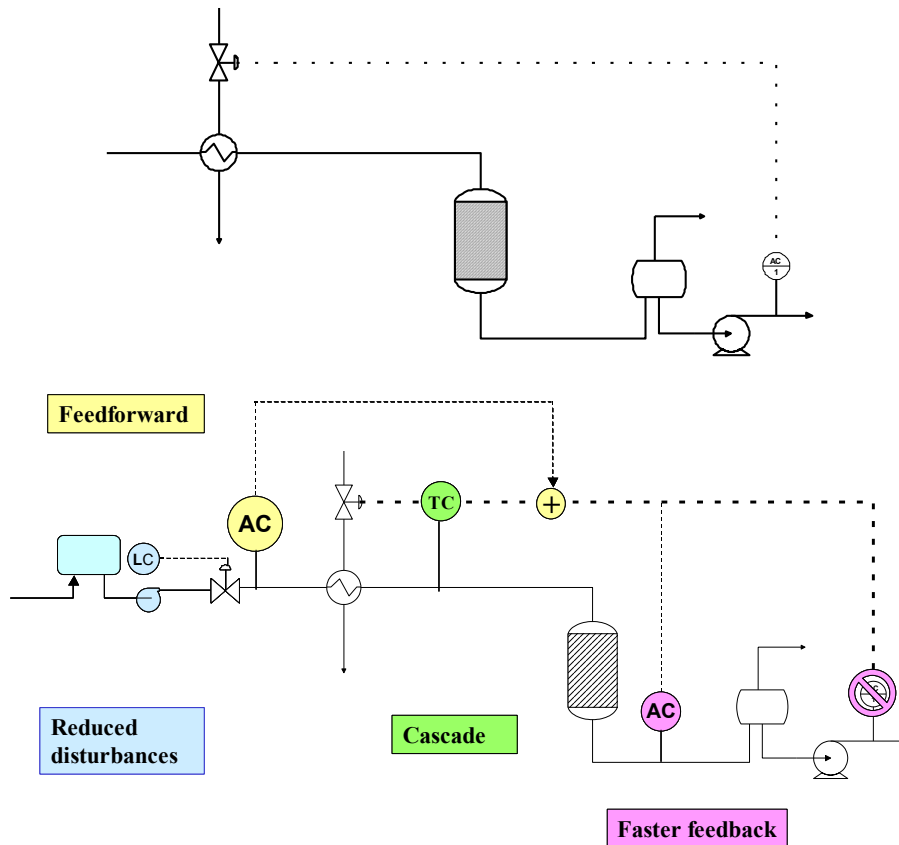 AC
1
Feedforward
AC
TC
+
LC
AC
Reduced
disturbances
Cascade
Faster feedback